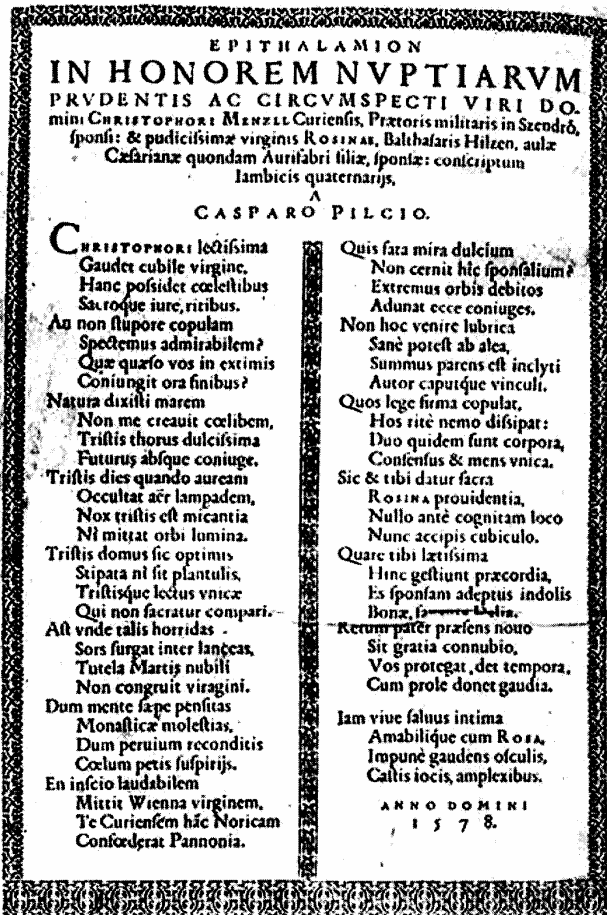 EPITHALAMION
IN HONOREM NVPTIARVM
PRVDENTIS AC CIRCVMSPECTI VIRI DO-
mini CHRISTOPHORI MENZLL Curienſis, Prætoris militaris in Szendrô,
ſponſi: & pudiciſsimæ virginis ROSINAE, Balthaſaris Hilzen, aulæ
Cæſarianæ quondam Aurifabri filiæ, ſponſæ: conſcriptum
Iambicis quaternarijs,
A
CASPARO PILCIO.
CHRISTOPHORI lectiſsima
Gaudet cubile virgine,
Hanc poſsidet cœleſtibus
Sacroque iure, ritibus.
An non ſtupore copulam
Spectemus admirabilem?
Quæ quæſo vos in extimis
Coniungit ora finibus?
Natura dixiſti marem
Non me creauit cœlibem,
Triſtis thorus dulciſsima
Futurus abſque coniuge.
Triſtis dies quando auream
Occultat aër lampadem,
Nox triſtis eſt micantia
Nî mittat orbi lumina.
Triſtis domus ſic optimis
Stipata nî ſit plantulis,
Triſtisque lectus vnicæ
Qui non ſacratur compari.
Aſt vnde talis horridas
Sors ſurgat inter lanceas,
Tutela Martis nubili
Non congruit viragini.
Dum mente ſæpe penſitas
Monaſticæ moleſtias,
Dum peruium reconditis
Cœlum petis ſuſpirijs.
En inſcio laudabilem
Mittit Wienna virginem,
Te Curienſem hâc Noricam
Conſœderat Pannonia.
Quis fata mira dulcium
Non cernit hîc ſponſalium?
Extremus orbis debitos
Adunat ecce coniuges.
Non hoc venire lubrica
Sanè poteſt ab alea,
Summus parens eſt inclyti
Autor caputque vinculi.
Quos lege firma copulat,
Hos ritè nemo diſsipat:
Duo quidem ſunt corpora,
Conſenſus & mens vnica.
Sic & tibi datur ſacra
ROSINA prouidentia,
Nullo antè cognitam loco
Nunc accipis cubiculo.
Quare tibi lætiſsima
Hinc geſtiunt præcordia,
Es ſponſam adeptus indolis
Bonæ,
Rerum pater præſens nouo
Sit gratia connubio,
Vos protegat, det tempora,
Cum prole donet gaudia.
Iam viue ſaluus intima
Amabilique cum ROSA,
Impunè gaudens oſculis,
Caſtis iocis, amplexibus.
ANNO DOMINI
1578.